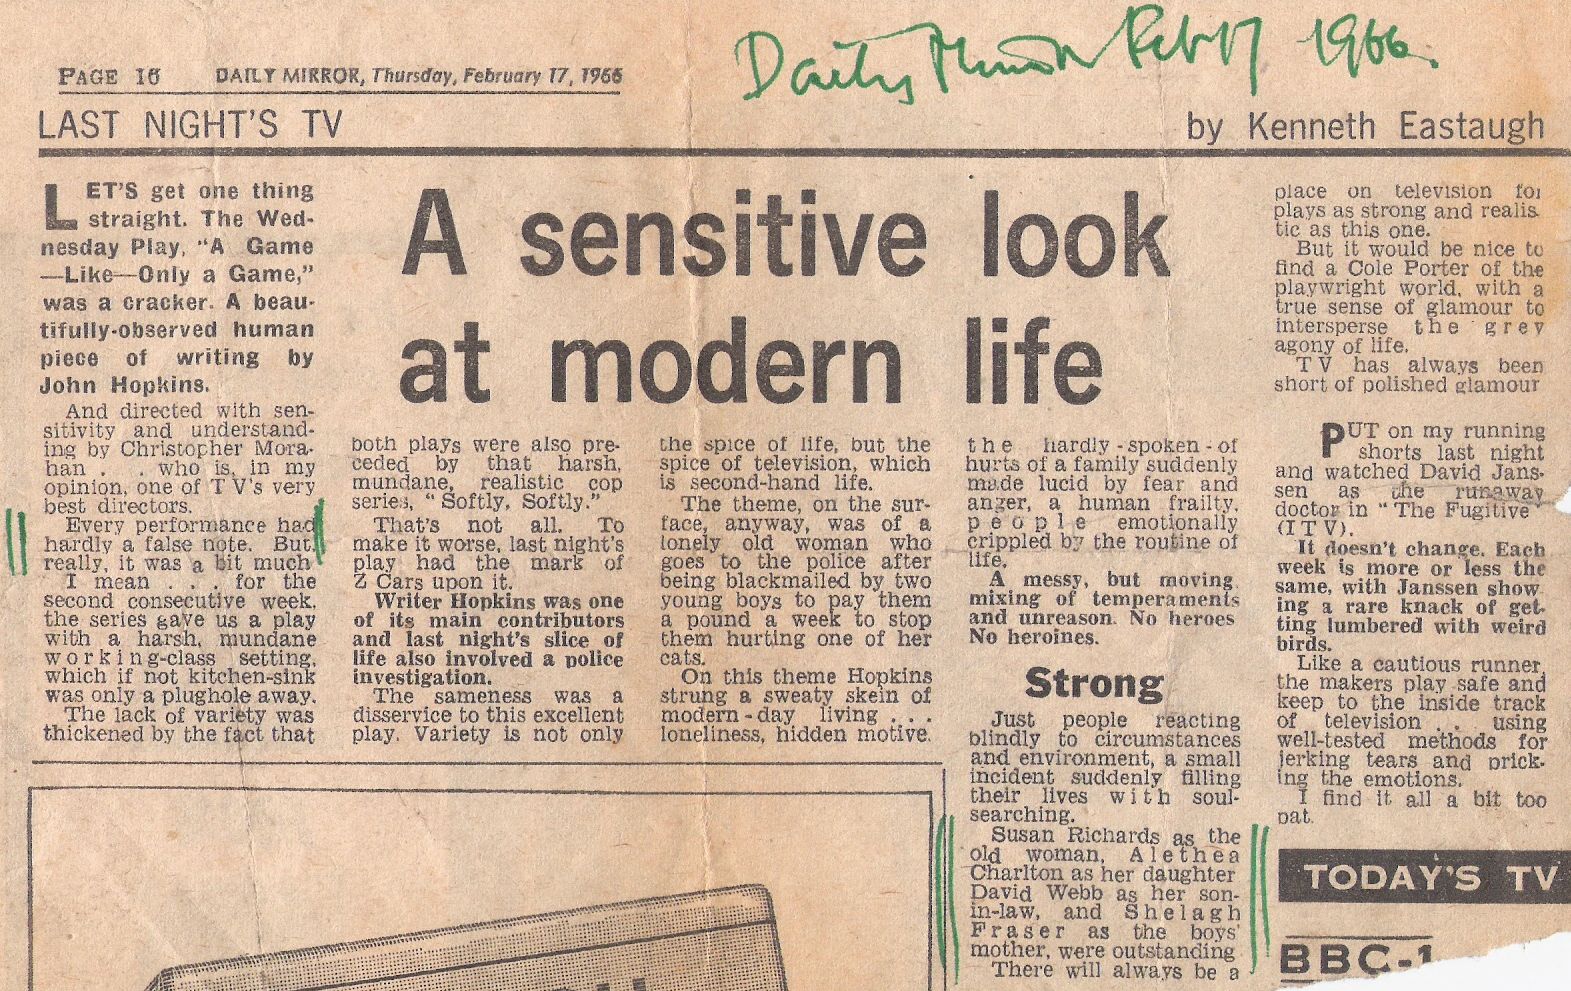 Daily Mirror Feb 17 1966.
PAGE 16 DAILY MIRROR, Thursday, February 17, 1966
LAST NIGHT'S TV
by Kenneth Eastaugh
A sensitive look
at modern life
LET'S get one thing
straight. The Wed-
nesday Play, "A Game
—Like—Only a Game,"
was a cracker. A beau-
tifully-observed human
piece of writing by
John Hopkins.
And directed with sen-
sitivity and understand-
ing by Christopher Mora-
han . . who is, in my
opinion, one of TV's very
best directors.
Every performance had
hardly a false note. But,
really, it was a bit much
I mean . . . for the
second consecutive week,
the series gave us a play
with a harsh, mundane
working-class setting,
which if not kitchen-sink
was only a plughole away.
The lack of variety was
thickened by the fact that
both plays were also pre-
ceded by that harsh,
mundane, realistic cop
series, "Softly, Softly."
That's not all. To
make it worse, last night's
play had the mark of
Z Cars upon it.
Writer Hopkins was one
of its main contributors
and last night's slice of
life also involved a police
investigation.
The sameness was a
disservice to this excellent
play. Variety is not only
the spice of life, but the
spice of television, which
is second-hand life.
The theme, on the sur-
face, anyway, was of a
lonely old woman who
goes to the police after
being blackmailed by two
young boys to pay them
a pound a week to stop
them hurting one of her
cats.
On this theme Hopkins
strung a sweaty skein of
modern-day living . . .
loneliness, hidden motive,
the hardly-spoken-of
hurts of a family suddenly
made lucid by fear and
anger, a human frailty,
people emotionally
crippled by the routine of
life.
A messy, but moving
mixing of temperaments
and unreason. No heroes
No heroines.
Strong
Just people reacting
blindly to circumstances
and environment, a small
incident suddenly filling
their lives with soul-
searching.
Susan Richards as the
old woman, Alethea
Charlton as her daughter
David Webb as her son-
in-law, and Shelagh
Fraser as the boys'
mother, were outstanding
There will always be a
place on television for
plays as strong and realis-
tic as this one.
But it would be nice to
find a Cole Porter of the
playwright world, with a
true sense of glamour to
intersperse the grey
agony of life.
TV has always been
short of polished glamour
PUT on my running
shorts last night
and watched David Jans-
sen as the runaway
doctor in "The Fugitive"
(ITV).
It doesn't change. Each
week is more or less the
same, with Janssen show
ing a rare knack of get-
ting lumbered with weird
birds.
Like a cautious runner,
the makers play safe and
keep to the inside track
of television . . using
well-tested methods for
jerking tears and prick-
ing the emotions.
I find it all a bit too
pat.
TODAY'S TV
BBC-1